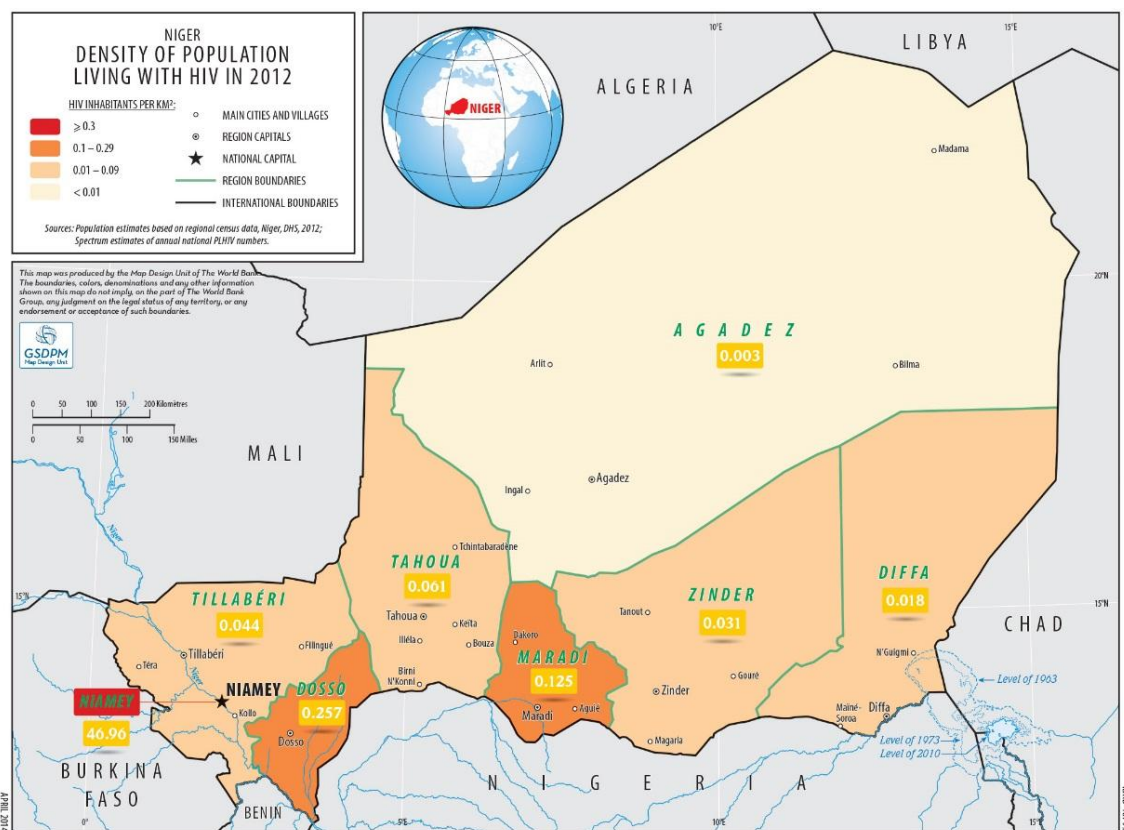 NIGER
DENSITY OF POPULATION
LIVING WITH HIV IN 2012
HIV INHABITANTS PER KM²:
⩾ 0.3
0.1 – 0.29
0.01 – 0.09
< 0.01
MAIN CITIES AND VILLAGES
REGION CAPITALS
NATIONAL CAPITAL
REGION BOUNDARIES
INTERNATIONAL BOUNDARIES
Sources: Population estimates based on regional census data, Niger, DHS, 2012;
Spectrum estimates of annual national PLHIV numbers.
This map was produced by the Map Design Unit of The World Bank.
The boundaries, colors, denominations and any other information
shown on this map do not imply, on the part of The World Bank
Group, any judgment on the legal status of any territory, or any
endorsement or acceptance of such boundaries.
GSDPM
Map Design Unit
0 50 100 150 200 Kilometres
0 50 100 150 Miles
NIGER
10°E
15°E
LIBYA
ALGERIA
Madama
20°N
AGADEZ
0.003
Arlit
Bilma
MALI
Agadez
Ingal
Niger
Tchintabaradène
TAHOUA
0.061
DIFFA
0.018
15°N
TILLABÉRI
0.044
ZINDER
0.031
15°N
Tahoua
Keïta
Tanout
CHAD
Illéla
Bouza
Dakoro
Filingué
Tillabéri
Téra
Niger
MARADI
0.125
N'Guigmi
Birni
N'Konni
Gouré
Level of 1963
NIAMEY
46.96
NIAMEY
DOSSO
0.257
Zinder
Kollo
Maradi
Aguié
Maïné-
Soroa
Diffa
Dosso
Magaria
Level of 1973
Level of 2010
BURKINA
FASO
NIGERIA
BENIN
0°
5°E
10°E
15°E
APRIL 2014